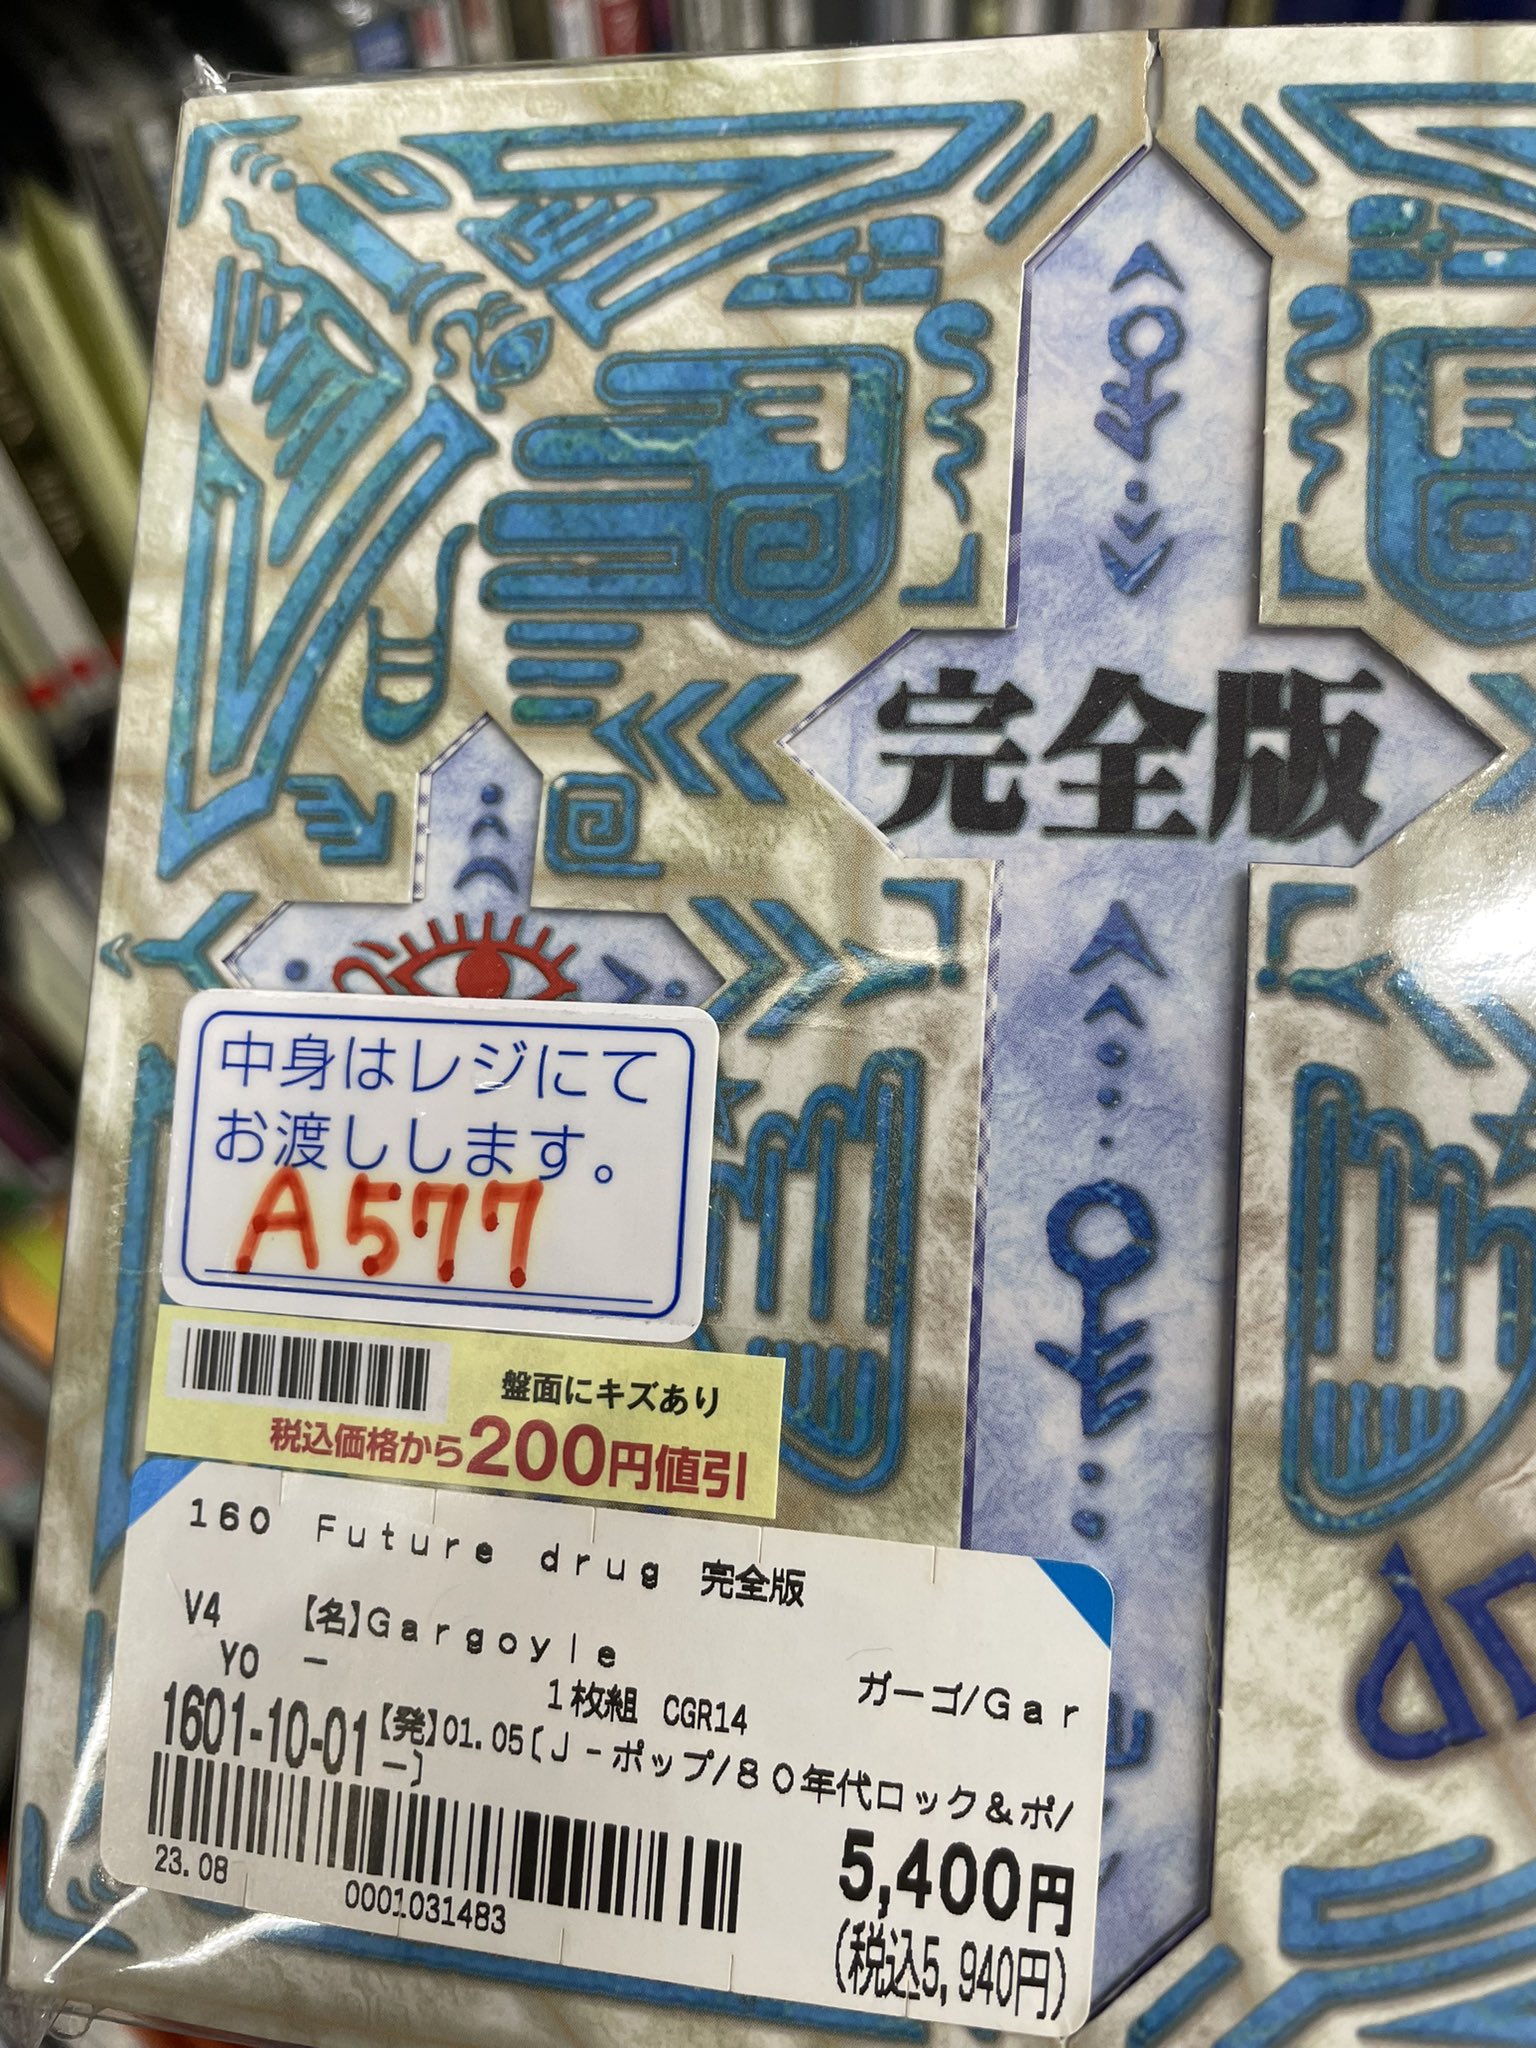 完全版
中身はレジにて
お渡しします。
A577
盤面にキズあり
税込価格から200円値引
160 Future drug 完全版
V4 【名】Gargoyle
Y0 ー
1枚組 CGR14 ガーゴ/Gar
1601-10-01 【発】01.05〔J-ポップ/80年代ロック&ポ/
ー〕
5,400円
23.08
0001031483
(税込5,940円)